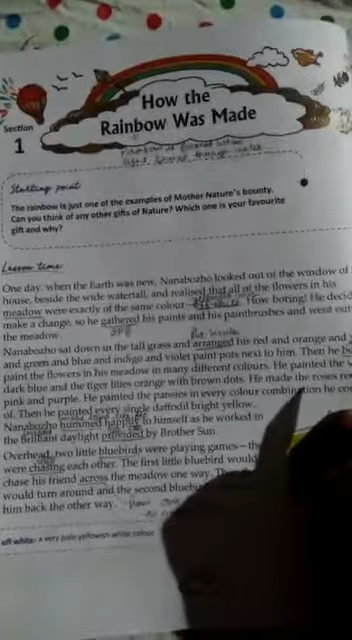 How the
Rainbow Was Made
Section
1
Starting point
The rainbow is just one of the examples of Mother Nature's bounty.
Can you think of any other gifts of Nature? Which one is your favourite
gift and why?
Lesson time
One day, when the Earth was new, Nanabozho looked out of the window of
house, beside the wide waterfall, and realised that all of the flowers in his
meadow were exactly of the same colour—off-white. How boring! He decid
make a change, so he gathered his paints and his paintbrushes and went out
the meadow.
Put
Nanabozho sat down in the tall grass and arranged his red and orange and
and green and blue and indigo and violet paint pots next to him. Then he be
paint the flowers in his meadow in many different colours. He painted the v
dark blue and the tiger lilies orange with brown dots. He made the roses re
pink and purple. He painted the pansies in every colour combination he co
of. Then he painted every single daffodil bright yellow.
Nanabozho hummed happily to himself as he worked in
the brilliant daylight provided by Brother Sun.
Overhead, two little bluebirds were playing games—th
were chasing each other. The first little bluebird would
chase his friend across the meadow one way. The
would turn around and the second bluebi
him back the other way.
off-white: a very pale yellowish-white colour